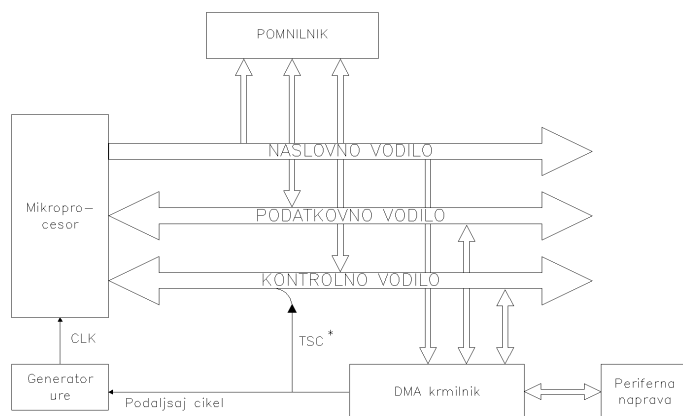 POMNILNIK
NASLOVNO VODILO
Mikropro-
cesor
PODATKOVNO VODILO
KONTROLNO VODILO
CLK
TSC*
Generator
ure
Podaljsaj cikel
DMA krmilnik
Periferna
naprava